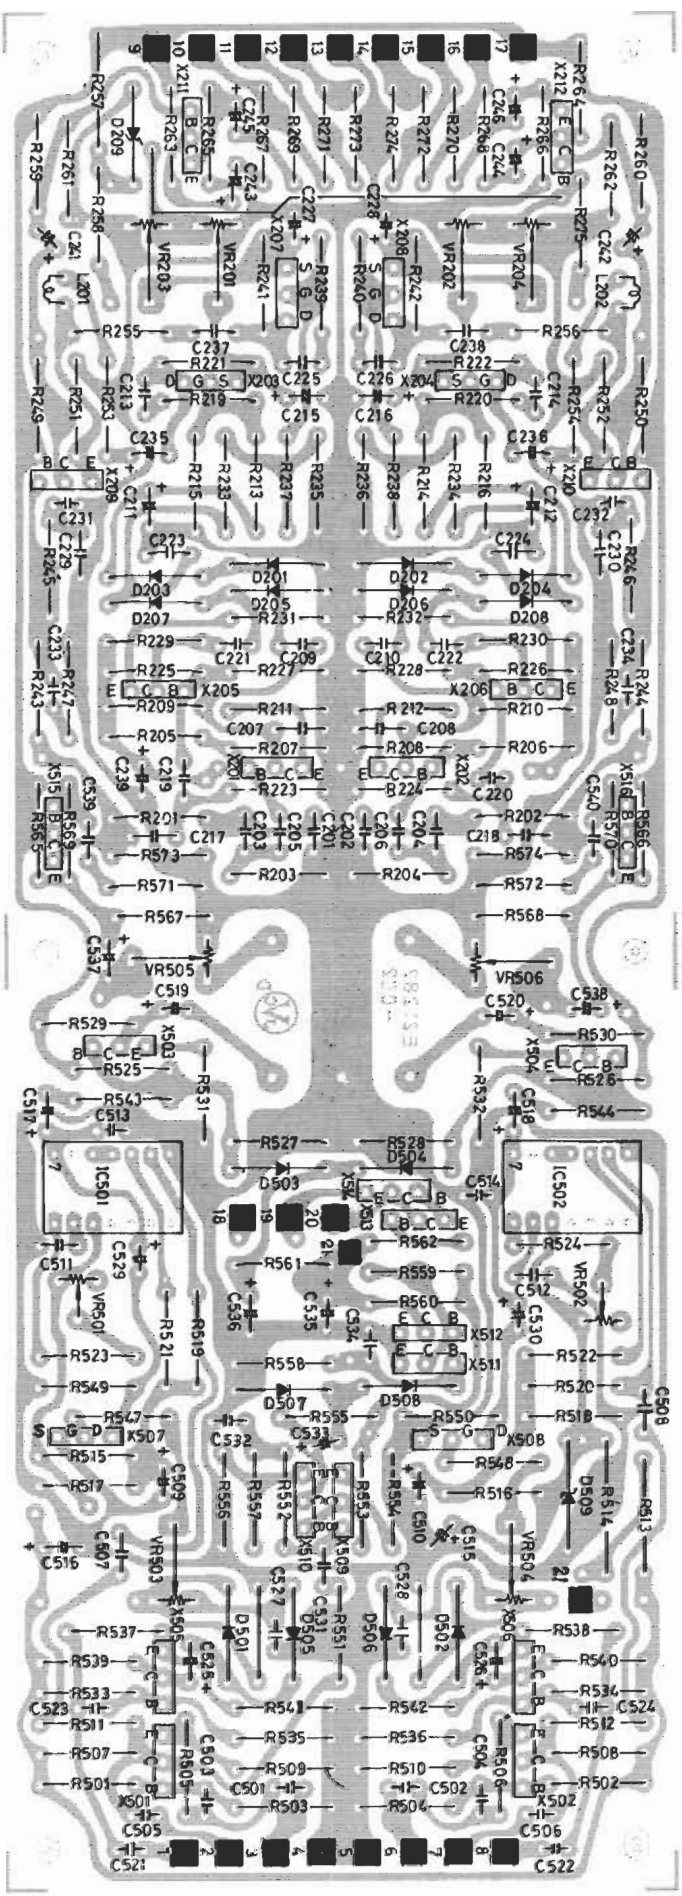 9 10 11 12 13 14 15 16 17
R257 X211 C245 C246 X212 R264
D209 R263 B C E R265 R267 R269 R271 R273 R274 R272 R270 R268 R266 E C B
R259 R261 R258 C243 C244 R262 R260
C227 C228 R275
C241 L201 VR203 VR201 X207 X208 VR202 VR204 C242 L202
R241 S G D R239 R240 S G D R242
R255 C237 C238 R256
R221 C225 C226 R222
D G S X203 X204 S G D
R219 C215 C216 R220
R249 R251 R253 C213 C214 R254 R252 R250
C235 C236
B C E X209 C211 R215 R233 R213 R237 R235 R236 R238 R214 R234 R216 C212 X210 E C B
C231 C232
C229 R245 C223 C224 C230 R246
D203 D201 D202 D204
D207 D205 D206 D208
R231 R232
R229 R230
C233 C221 C209 C210 C222 C234
R225 R227 R228 R226
R243 R247 E C B X205 X206 B C E R248 R244
R209 R211 R212 R210
C207 C208
R205 R207 R208 R206
C239 C219 B C E E C B X202 C220
R223 R224
X515 C539 C540
R565 B C E R569 R201 C217 C203 C205 C201 C202 C206 C204 C218 R202 R570 B C E R566
R573 R574
R571 R203 R204 R572
R567 R568
C537 VR505 VR506
C519 C520 C538
R529 R530
B C E X503 X504 E C B
R525 R531 R532 R526
C517 R543 C518 R544
C513
R527 R528
7 IC501 D503 D504 7 IC502
C514
E C B
18 19 20 B C E
21 R562
C511 C529 R561 R559 R524
C512
VR501 C536 C535 R560 C530 VR502
R521 R519 C534 E C B X512
R523 R558 E C B X511 R522
R549 D507 D508 R520
R547 R555 R550 R518 C508
S G D X507 C532 C533 S G D X508
R515 R548
R517 C509 R556 R557 R552 E C B E C B R553 R554 C510 R516 D509 R514 R513
C516 C507 VR503 X510 X509 C515 VR504
C527 C531 C528 21
R537 X505 D501 D505 R551 D506 D502 X506 R538
R539 E C B C525 C526 E C B R540
R533 R534
C523 R541 R542 C524
R511 R512
R507 E C B R505 R535 R536 R506 E C B R508
R509 R510
R501 C503 C501 C502 C504 R502
X501 R503 R504 X502
C505 C506
C521 1 2 3 4 5 6 7 8 C522